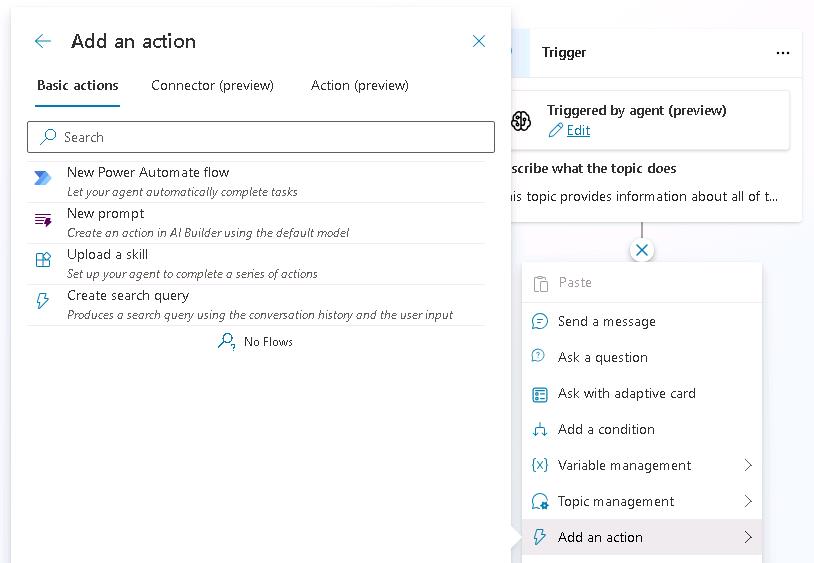 Add an action
Basic actions
Connector (preview)
Action (preview)
Search
New Power Automate flow
Let your agent automatically complete tasks
New prompt
Create an action in AI Builder using the default model
Upload a skill
Set up your agent to complete a series of actions
Create search query
Produces a search query using the conversation history and the user input
No Flows
Trigger
Triggered by agent (preview)
Edit
scribe what the topic does
is topic provides information about all of t...
Paste
Send a message
Ask a question
Ask with adaptive card
Add a condition
{x} Variable management
Topic management
Add an action